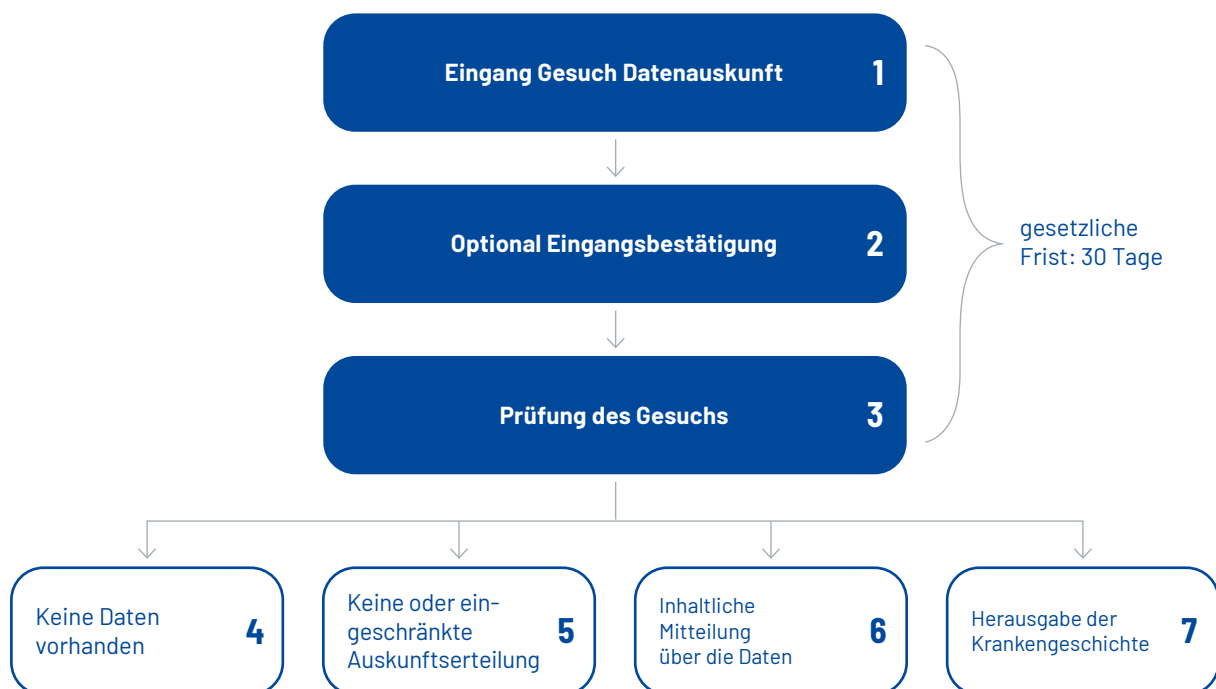 Eingang Gesuch Datenauskunft 1
Optional Eingangsbestätigung 2
gesetzliche
Frist: 30 Tage
Prüfung des Gesuchs 3
Keine Daten
vorhanden
4
Keine oder ein-
geschränkte
Auskunftserteilung
5
Inhaltliche
Mitteilung
über die Daten
6
Herausgabe der
Krankengeschichte
7